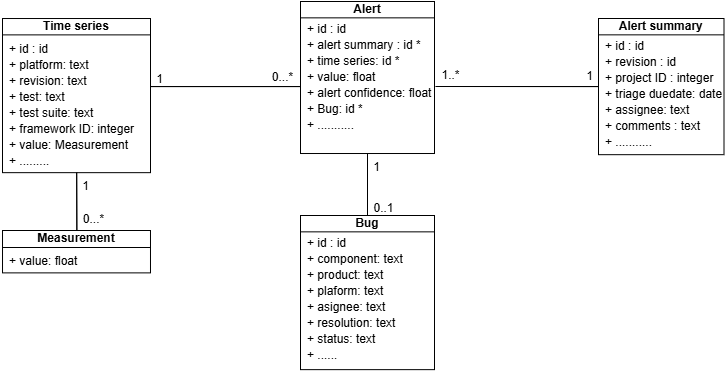 Time series
+ id : id
+ platform: text
+ revision: text
+ test: text
+ test suite: text
+ framework ID: integer
+ value: Measurement
+ .........
1
0...*
Alert
+ id : id
+ alert summary : id *
+ time series: id *
+ value: float
+ alert confidence: float
+ Bug: id *
+ ...........
1..*
1
Alert summary
+ id : id
+ revision : id
+ project ID : integer
+ triage duedate: date
+ assignee: text
+ comments : text
+ ...........
1
0...*
Measurement
+ value: float
1
0..1
Bug
+ id : id
+ component: text
+ product: text
+ plaform: text
+ asignee: text
+ resolution: text
+ status: text
+ ......